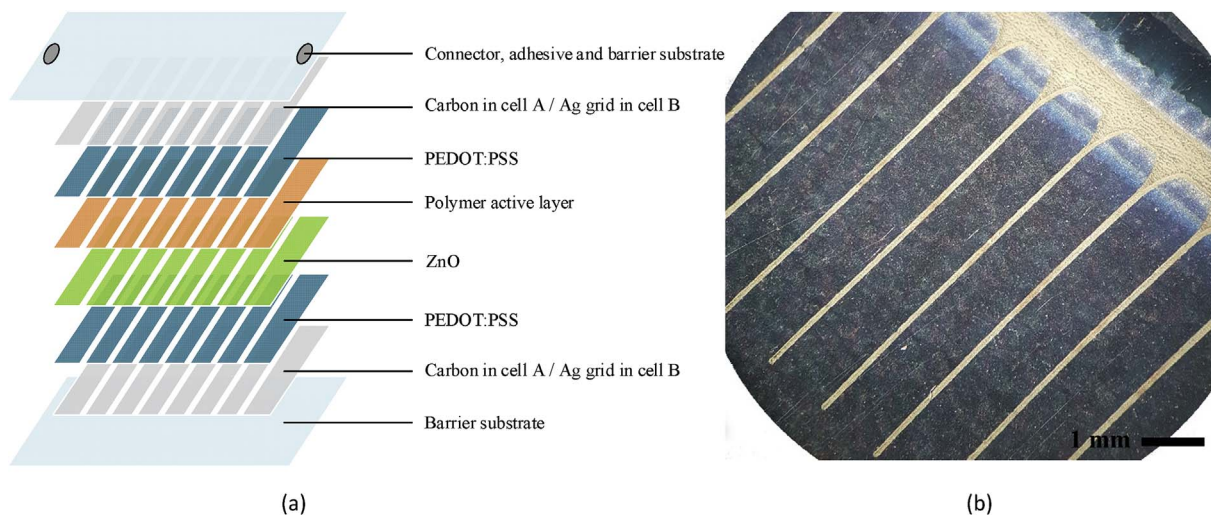 Connector, adhesive and barrier substrate
Carbon in cell A / Ag grid in cell B
PEDOT:PSS
Polymer active layer
ZnO
PEDOT:PSS
Carbon in cell A / Ag grid in cell B
Barrier substrate
1 mm
(a)
(b)